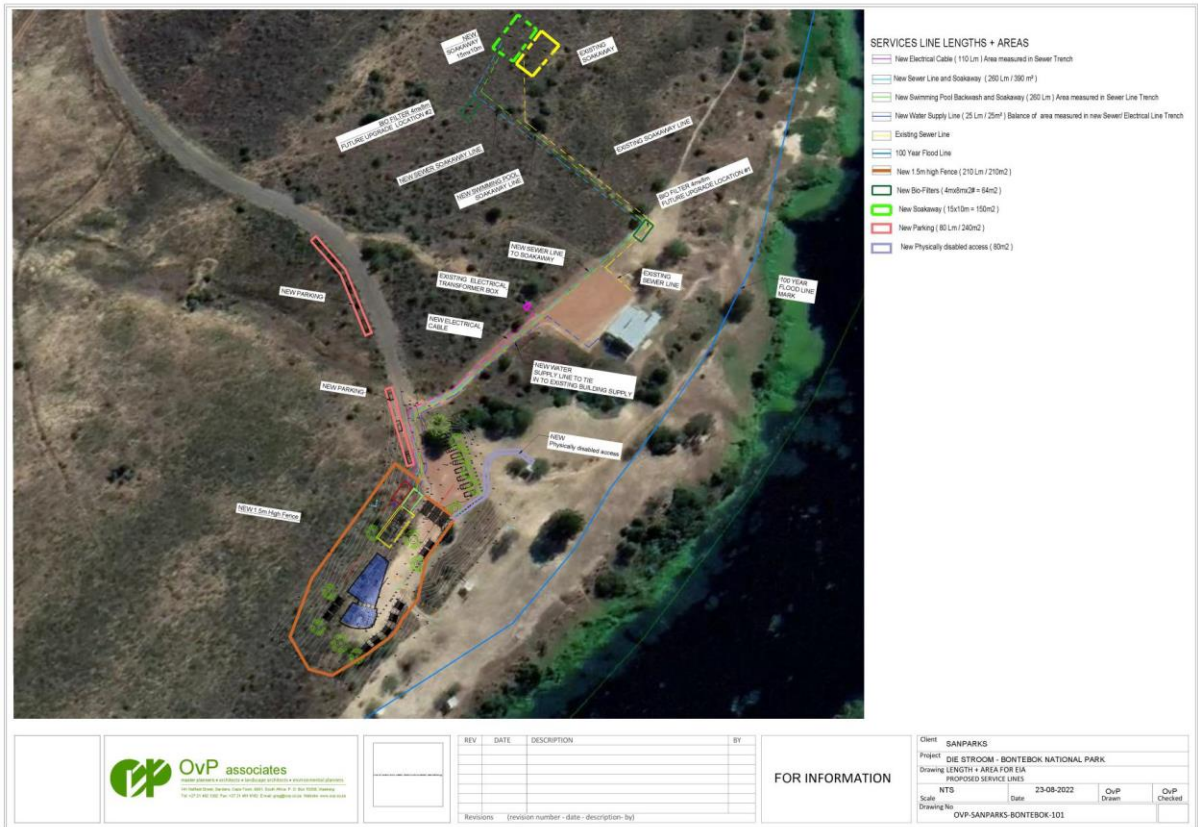 NEW
SOAKAWAY
15mx10m
EXISTING
SOAKAWAY
BIO FILTER 4mx8m
FUTURE UPGRADE LOCATION #2
EXISTING SOAKAWAY LINE
NEW SEWER SOAKAWAY LINE
NEW SWIMMING POOL
SOAKAWAY LINE
BIO FILTER 4mx8m
FUTURE UPGRADE LOCATION #1
NEW SEWER LINE
TO SOAKAWAY
EXISTING
SEWER LINE
EXISTING ELECTRICAL
TRANSFORMER BOX
100 YEAR
FLOOD LINE
MARK
NEW PARKING
NEW ELECTRICAL
CABLE
NEW WATER
SUPPLY LINE TO TIE
IN TO EXISTING BUILDING SUPPLY
NEW PARKING
NEW
Physically disabled access
NEW 1.5m High Fence
SERVICES LINE LENGTHS + AREAS
New Electrical Cable ( 110 Lm ) Area measured in Sewer Trench
New Sewer Line and Soakaway ( 260 Lm / 390 m² )
New Swimming Pool Backwash and Soakaway ( 260 Lm ) Area measured in Sewer Line Trench
New Water Supply Line ( 25 Lm / 25m² ) Balance of area measured in new Sewer/ Electrical Line Trench
Existing Sewer Line
100 Year Flood Line
New 1.5m high Fence ( 210 Lm / 210m2 )
New Bio-Filters ( 4mx8mx2# = 64m2 )
New Soakaway ( 15x10m = 150m2 )
New Parking ( 80 Lm / 240m2 )
New Physically disabled access ( 80m2 )
OvP associates
REV DATE DESCRIPTION BY
Revisions (revision number - date - description- by)
FOR INFORMATION
Client SANPARKS
Project DIE STROOM - BONTEBOK NATIONAL PARK
Drawing LENGTH + AREA FOR EIA
PROPOSED SERVICE LINES
NTS 23-08-2022 OvP OvP
Scale Date Drawn Checked
Drawing No
OVP-SANPARKS-BONTEBOK-101